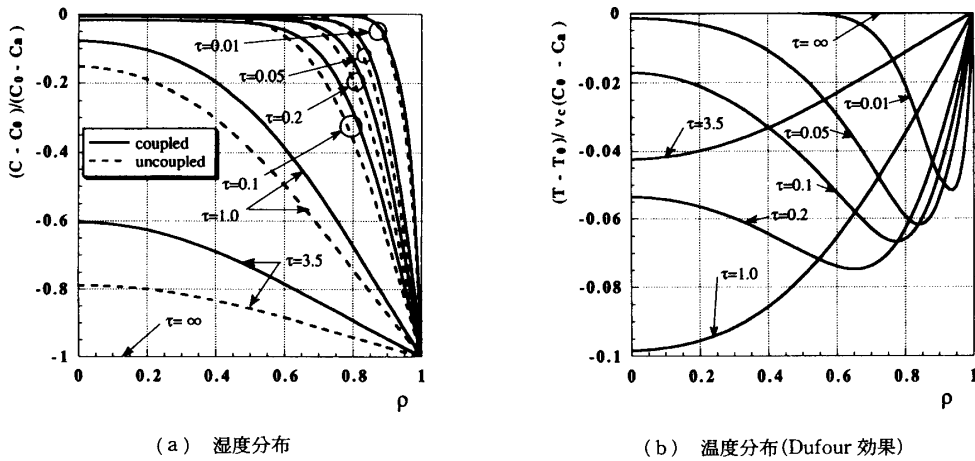 (C - C₀)/(C₀ - Cₐ)
0
-0.2
-0.4
-0.6
-0.8
-1
τ=0.01
τ=0.05
τ=0.2
coupled
uncoupled
τ=0.1
τ=1.0
τ=3.5
τ= ∞
0 0.2 0.4 0.6 0.8 1
ρ
(a) 湿度分布
(T - T₀)/ νc (C₀ - Cₐ)
0
-0.02
-0.04
-0.06
-0.08
-0.1
τ= ∞
τ=0.01
τ=3.5
τ=0.05
τ=0.1
τ=0.2
τ=1.0
0 0.2 0.4 0.6 0.8 1
ρ
(b) 温度分布(Dufour 効果)